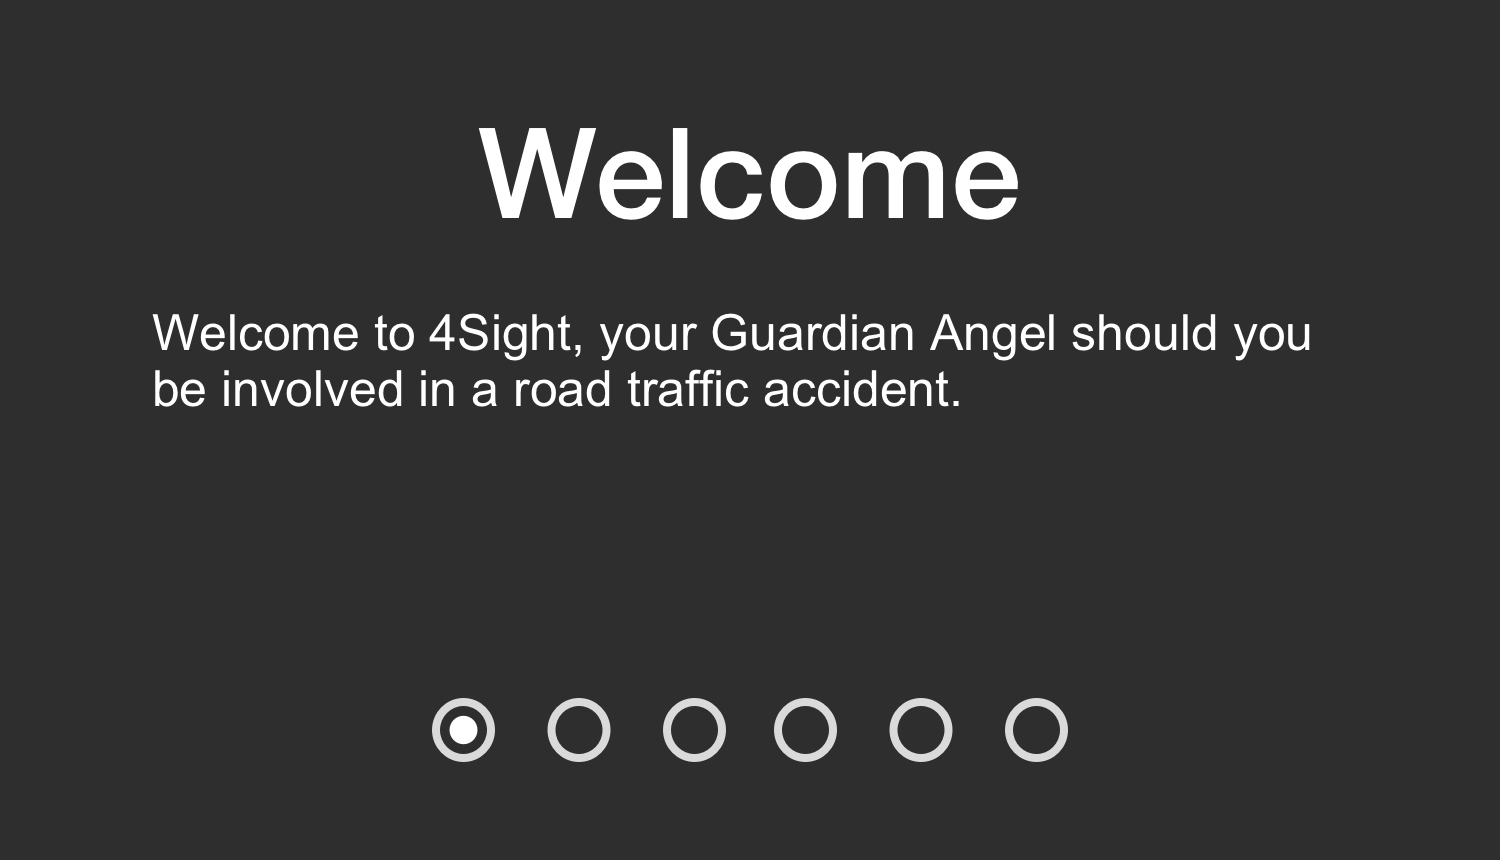 Welcome
Welcome to 4Sight, your Guardian Angel should you
be involved in a road traffic accident.